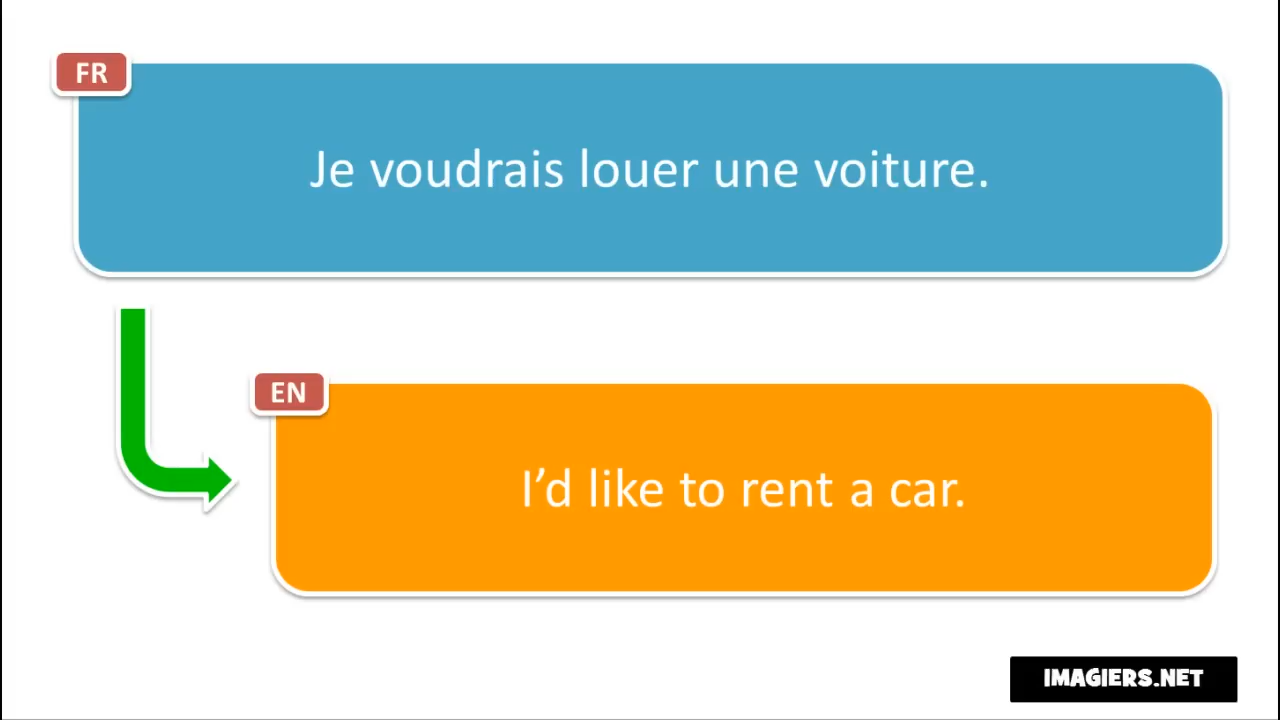 FR
Je voudrais louer une voiture.
EN
I’d like to rent a car.
IMAGIERS.NET